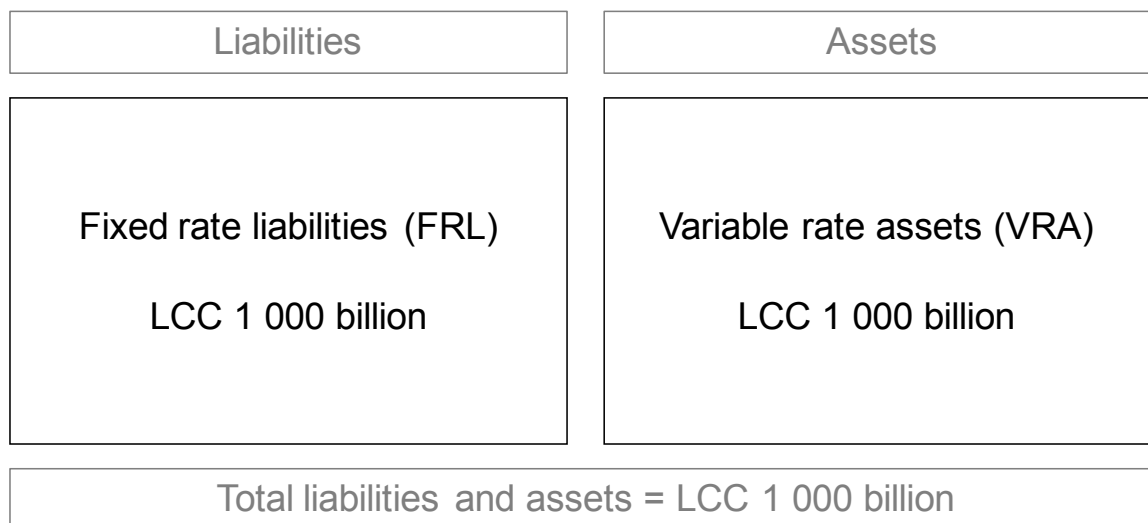 Liabilities
Assets
Fixed rate liabilities (FRL)
LCC 1 000 billion
Variable rate assets (VRA)
LCC 1 000 billion
Total liabilities and assets = LCC 1 000 billion